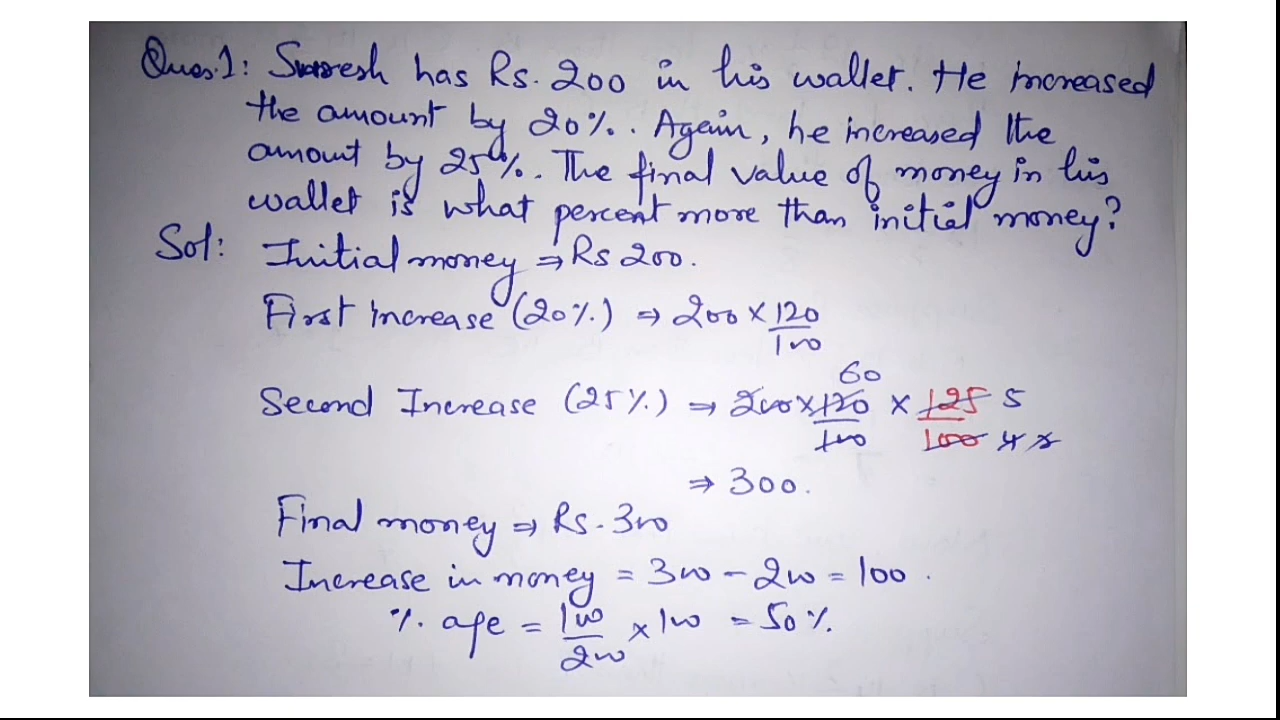 Ques.1: Suresh has Rs. 200 in his wallet. He increased
the amount by 20%. Again, he increased the
amount by 25%. The final value of money in his
wallet is what percent more than initial money?
Sol: Initial money ⇒ Rs 200.
First increase (20%) ⇒ 200 × 120/100
60
Second Increase (25%) ⇒ 200 × 120/100 × 125/100 5
4 2
⇒ 300.
Final money ⇒ Rs. 300
Increase in money = 300 - 200 = 100.
% age = 100/200 × 100 = 50%